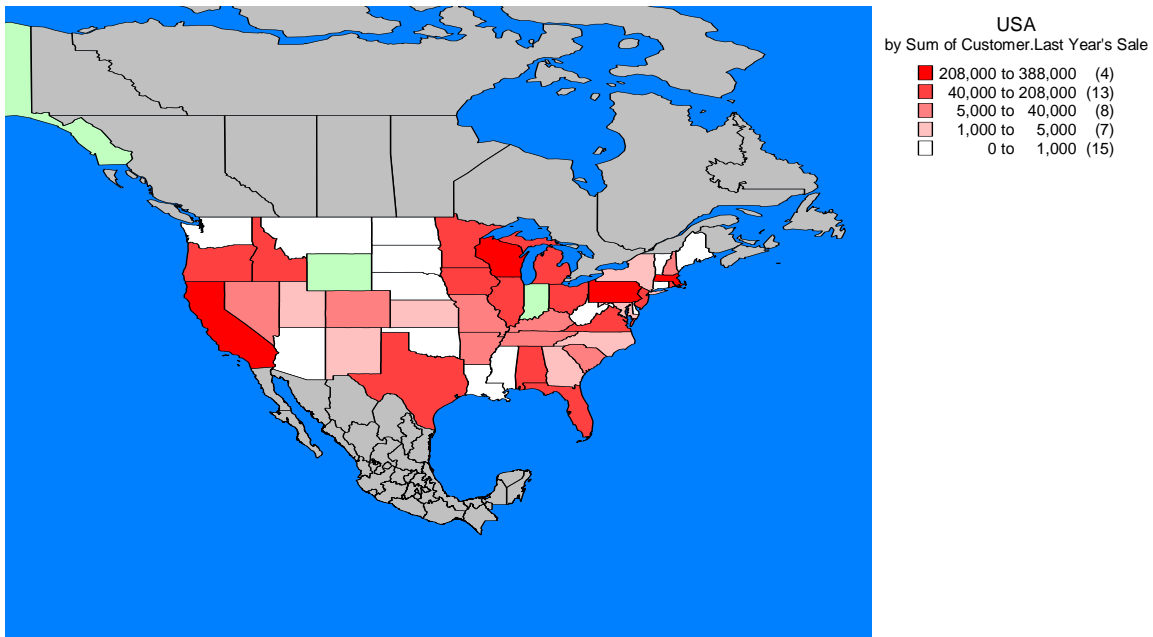 USA
by Sum of Customer.Last Year's Sale
208,000 to 388,000 (4)
40,000 to 208,000 (13)
5,000 to 40,000 (8)
1,000 to 5,000 (7)
0 to 1,000 (15)